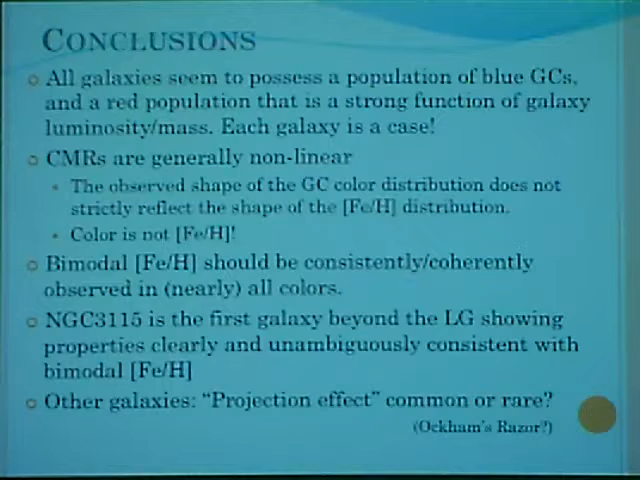 CONCLUSIONS
All galaxies seem to possess a population of blue GCs,
and a red population that is a strong function of galaxy
luminosity/mass. Each galaxy is a case!
CMRs are generally non-linear
The observed shape of the GC color distribution does not
strictly reflect the shape of the [Fe/H] distribution.
Color is not [Fe/H]!
Bimodal [Fe/H] should be consistently/coherently
observed in (nearly) all colors.
NGC3115 is the first galaxy beyond the LG showing
properties clearly and unambiguously consistent with
bimodal [Fe/H]
Other galaxies: “Projection effect” common or rare?
(Ockham's Razor?)